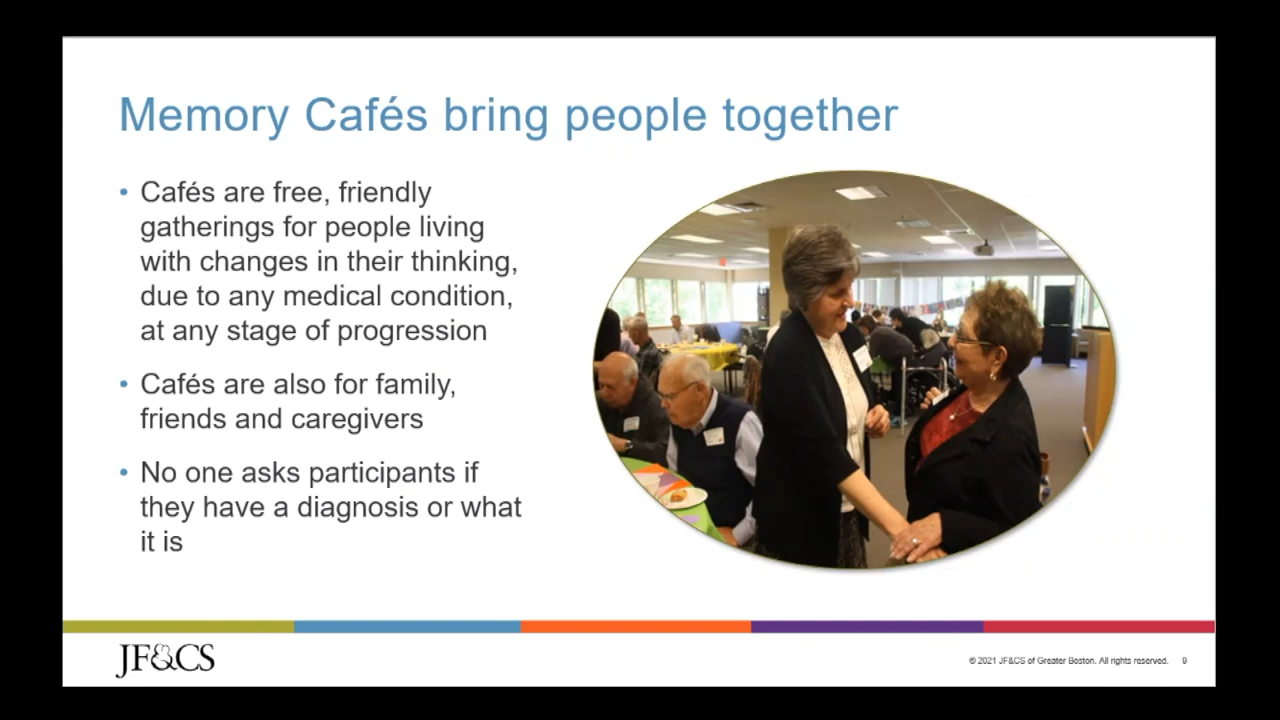 Memory Cafés bring people together
• Cafés are free, friendly
gatherings for people living
with changes in their thinking,
due to any medical condition,
at any stage of progression
• Cafés are also for family,
friends and caregivers
• No one asks participants if
they have a diagnosis or what
it is
JF&CS
© 2021 JF&CS of Greater Boston. All rights reserved. 9